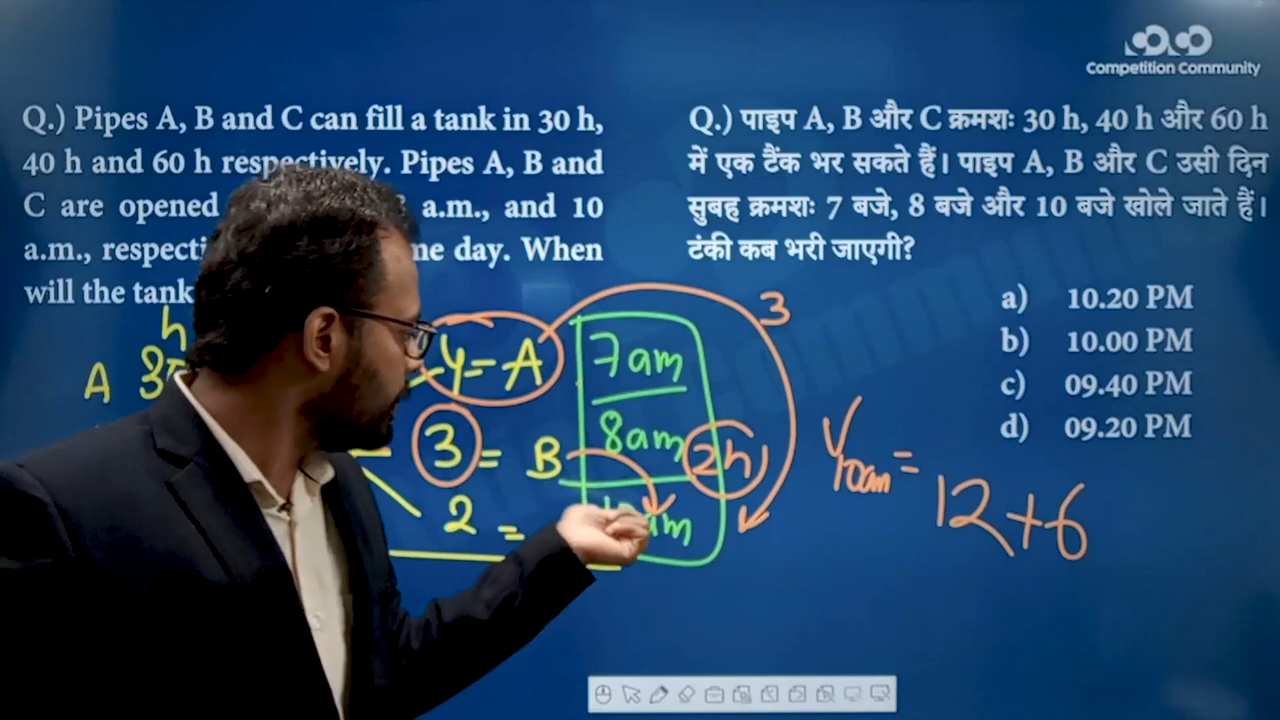 Competition Community
Q.) Pipes A, B and C can fill a tank in 30 h,
40 h and 60 h respectively. Pipes A, B and
C are opened a.m., and 10
a.m., day. When
will the tank
Q.) पाइप A, B और C क्रमशः 30 h, 40 h और 60 h
में एक टैंक भर सकते हैं। पाइप A, B और C उसी दिन
सुबह क्रमशः 7 बजे, 8 बजे और 10 बजे खोले जाते हैं।
टंकी कब भरी जाएगी?
a) 10.20 PM
b) 10.00 PM
c) 09.40 PM
d) 09.20 PM
h
A 3
4 = A 7am 3
3 = B 8am 2h
2 = am
V10am = 12+6